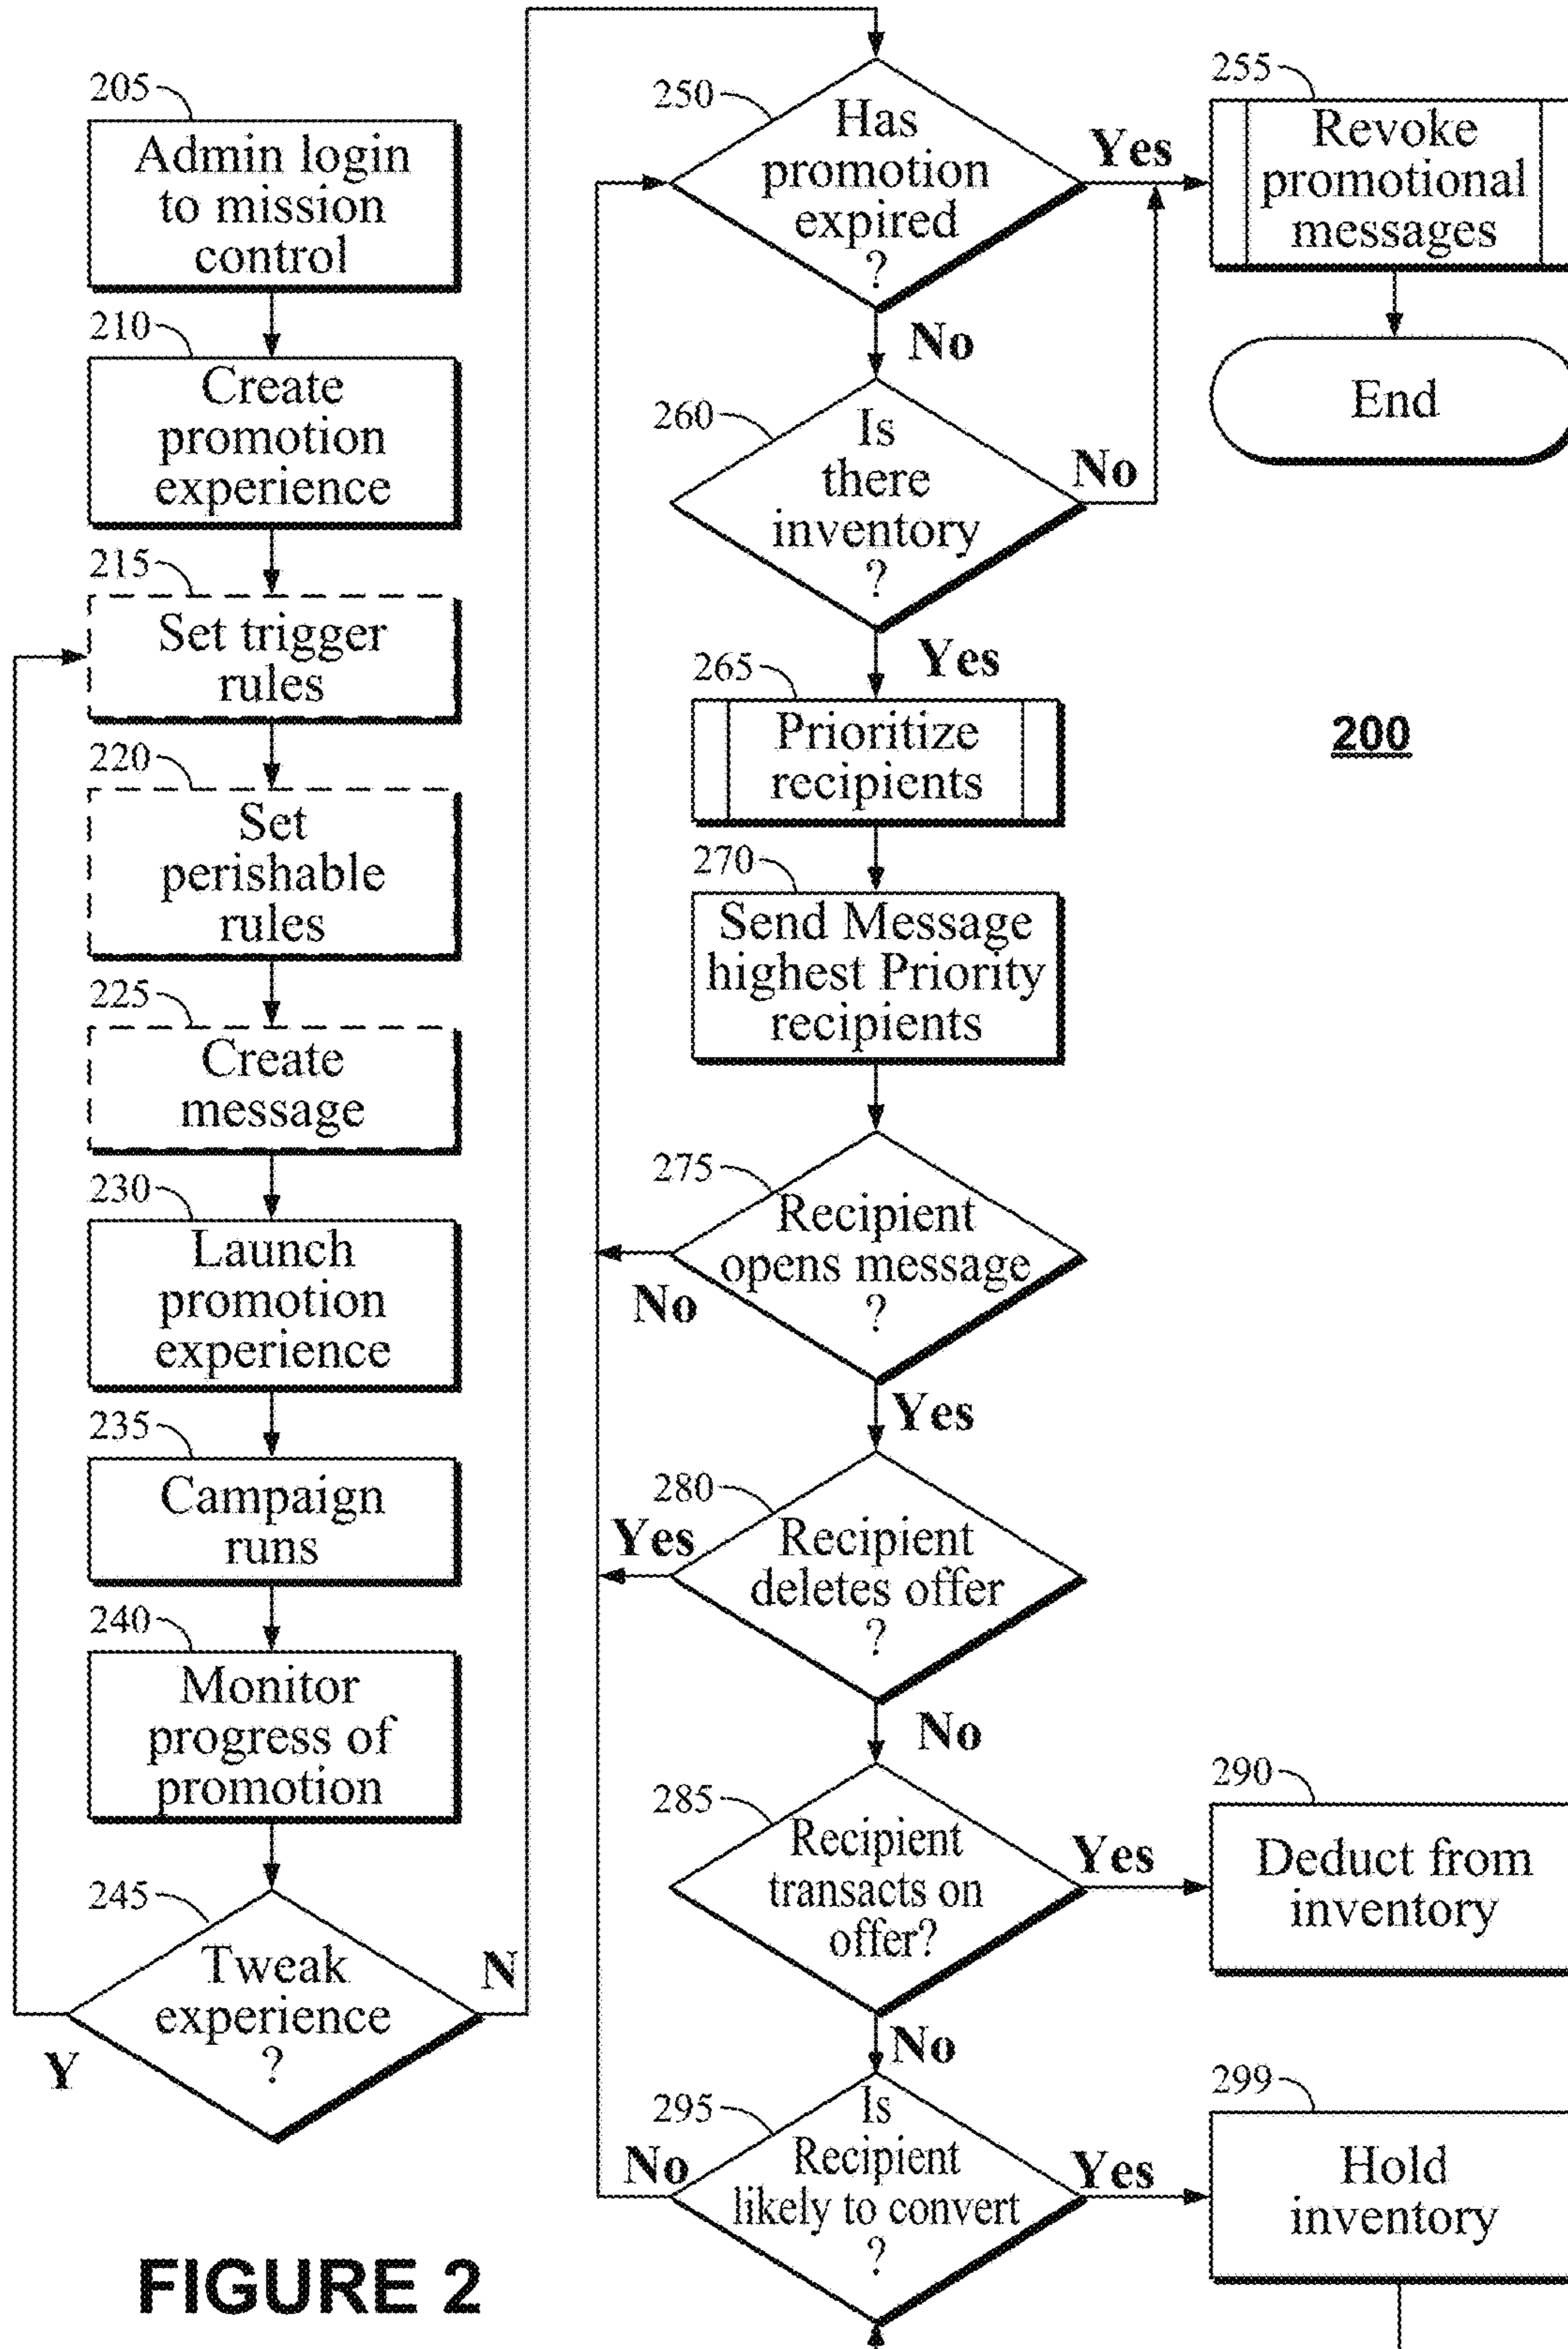 205
Admin login
to mission
control
210
Create
promotion
experience
215
Set trigger
rules
220
Set
perishable
rules
225
Create
message
230
Launch
promotion
experience
235
Campaign
runs
240
Monitor
progress of
promotion
245
Tweak
experience
?
Y
N
250
Has
promotion
expired
?
Yes
No
255
Revoke
promotional
messages
End
260
Is
there
inventory
?
No
Yes
265
Prioritize
recipients
200
270
Send Message
highest Priority
recipients
275
Recipient
opens message
?
No
Yes
280
Recipient
deletes offer
?
Yes
No
285
Recipient
transacts on
offer?
Yes
No
290
Deduct from
inventory
295
Is
Recipient
likely to convert
?
No
Yes
299
Hold
inventory
FIGURE 2